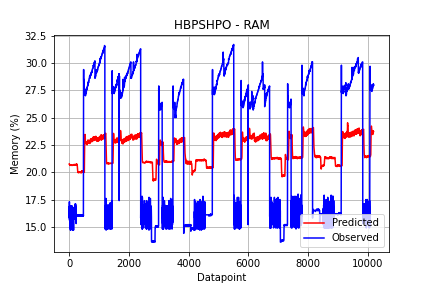 HBPSHPO - RAM
32.5
30.0
27.5
25.0
22.5
20.0
17.5
15.0
Memory (%)
Predicted
Observed
0 2000 4000 6000 8000 10000
Datapoint